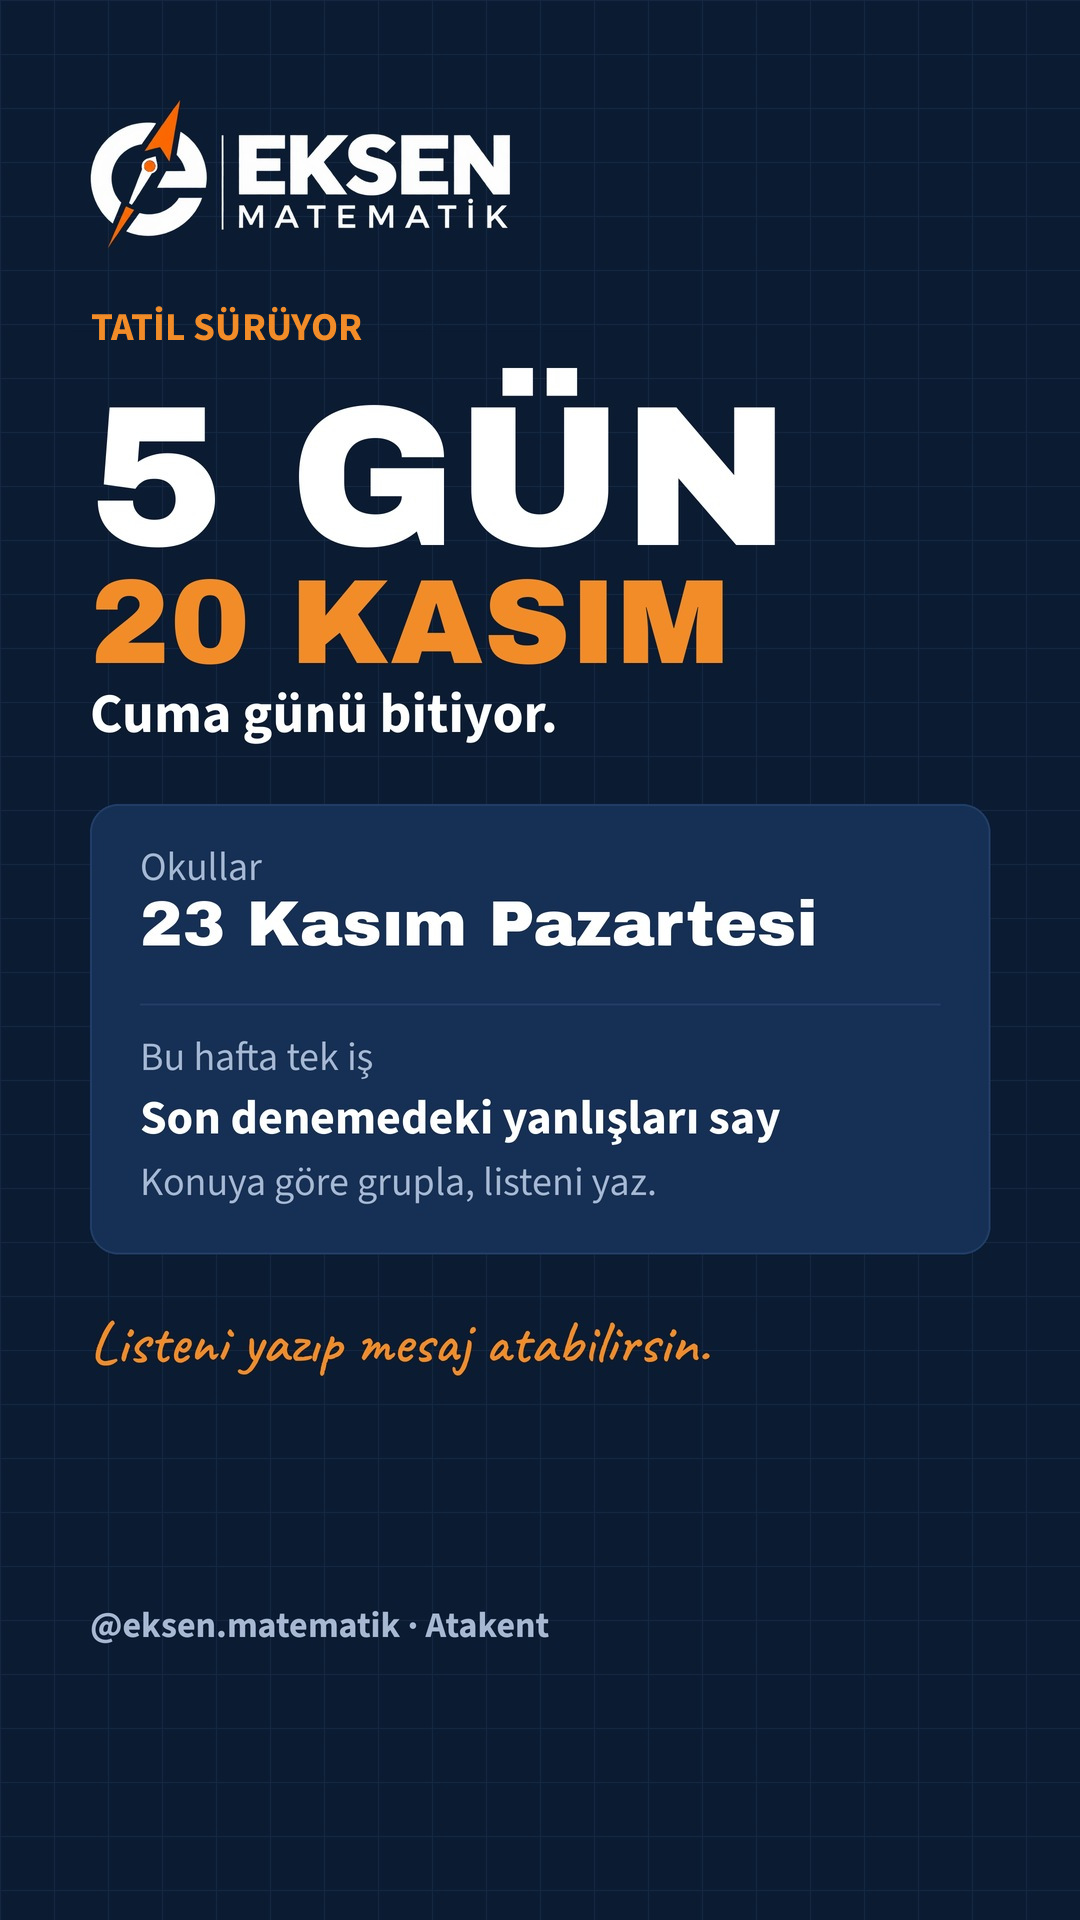 EKSEN
MATEMATİK
TATİL SÜRÜYOR
5 GÜN
20 KASIM
Cuma günü bitiyor.
Okullar
23 Kasım Pazartesi
Bu hafta tek iş
Son denemedeki yanlışları say
Konuya göre grupla, listeni yaz.
Listeni yazıp mesaj atabilirsin.
@eksen.matematik · Atakent